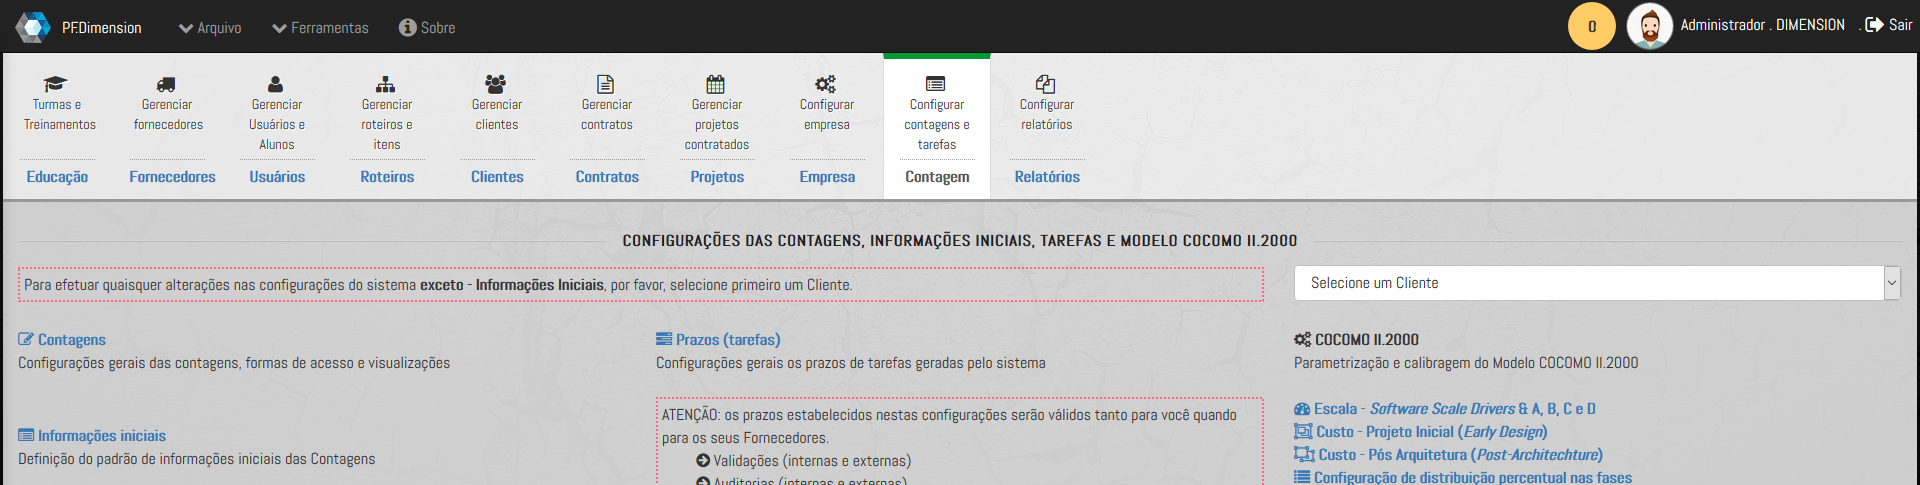 PF.Dimension
Arquivo
Ferramentas
Sobre
0
Administrador . DIMENSION
. Sair
Turmas e
Treinamentos
Educação
Gerenciar
fornecedores
Fornecedores
Gerenciar
Usuários e
Alunos
Usuários
Gerenciar
roteiros e
itens
Roteiros
Gerenciar
clientes
Clientes
Gerenciar
contratos
Contratos
Gerenciar
projetos
contratados
Projetos
Configurar
empresa
Empresa
Configurar
contagens e
tarefas
Contagem
Configurar
relatórios
Relatórios
CONFIGURAÇÕES DAS CONTAGENS, INFORMAÇÕES INICIAIS, TAREFAS E MODELO COCOMO II.2000
Para efetuar quaisquer alterações nas configurações do sistema exceto - Informações Iniciais, por favor, selecione primeiro um Cliente.
Selecione um Cliente
Contagens
Configurações gerais das contagens, formas de acesso e visualizações
Informações iniciais
Definição do padrão de informações iniciais das Contagens
Prazos (tarefas)
Configurações gerais os prazos de tarefas geradas pelo sistema
ATENÇÃO: os prazos estabelecidos nestas configurações serão válidos tanto para você quando
para os seus Fornecedores.
Validações (internas e externas)
Auditorias (internas e externas)
COCOMO II.2000
Parametrização e calibragem do Modelo COCOMO II.2000
Escala - Software Scale Drivers & A, B, C e D
Custo - Projeto Inicial (Early Design)
Custo - Pós Arquitetura (Post-Architechture)
Configuração de distribuição percentual nas fases